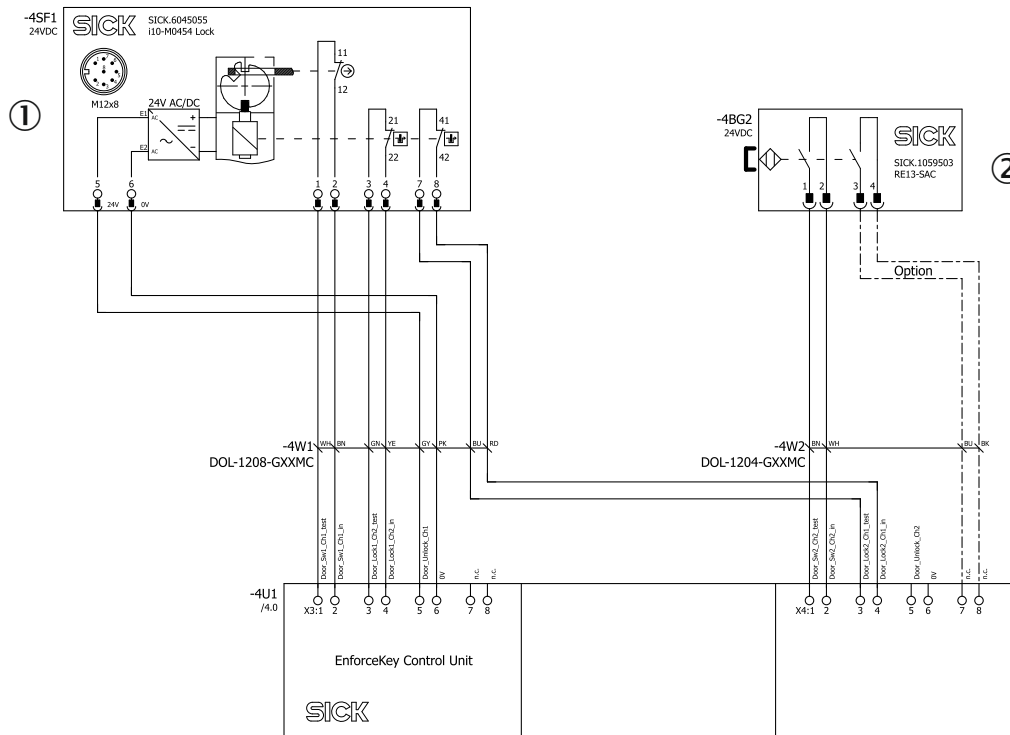 -4SF1
24VDC
SICK
SICK.6045055
i10-M0454 Lock
①
M12x8
24V AC/DC
E1
AC
E2
AC
+
-
11
12
21
22
41
42
5
6
1
2
3
4
7
8
24V
0V
-4BG2
24VDC
SICK
SICK.1059503
RE13-SAC
②
1
2
3
4
Option
-4W1
DOL-1208-GXXMC
WH
BN
GN
YE
GY
PK
BU
RD
-4W2
DOL-1204-GXXMC
BN
WH
BU
BK
Door_Sw1_Ch1_test
Door_Sw1_Ch1_in
Door_Lock1_Ch2_test
Door_Lock1_Ch2_in
Door_Unlock_Ch1
0V
n.c.
n.c.
Door_Sw2_Ch2_test
Door_Sw2_Ch2_in
Door_Lock2_Ch1_test
Door_Lock2_Ch1_in
Door_Unlock_Ch2
0V
n.c.
n.c.
-4U1
/4.0
X3:1
2
3
4
5
6
7
8
X4:1
2
3
4
5
6
7
8
EnforceKey Control Unit
SICK